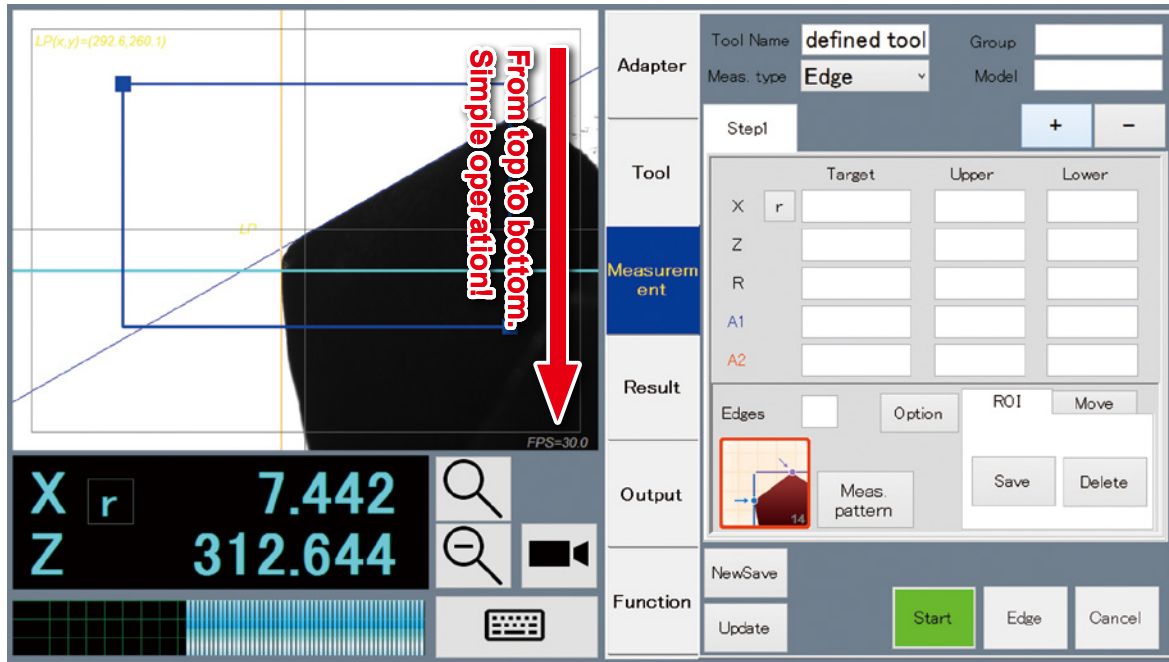 LP(x,y)=(292.6,260.1)
From top to bottom.
Simple operation!
LP
FPS=30.0
X r 7.442
Z 312.644
Adapter
Tool
Measurem
ent
Result
Output
Function
Tool Name defined tool Group
Meas. type Edge Model
Step1 + -
Target Upper Lower
X r
Z
R
A1
A2
Edges Option ROI Move
14
Meas.
pattern
Save Delete
NewSave
Update
Start Edge Cancel